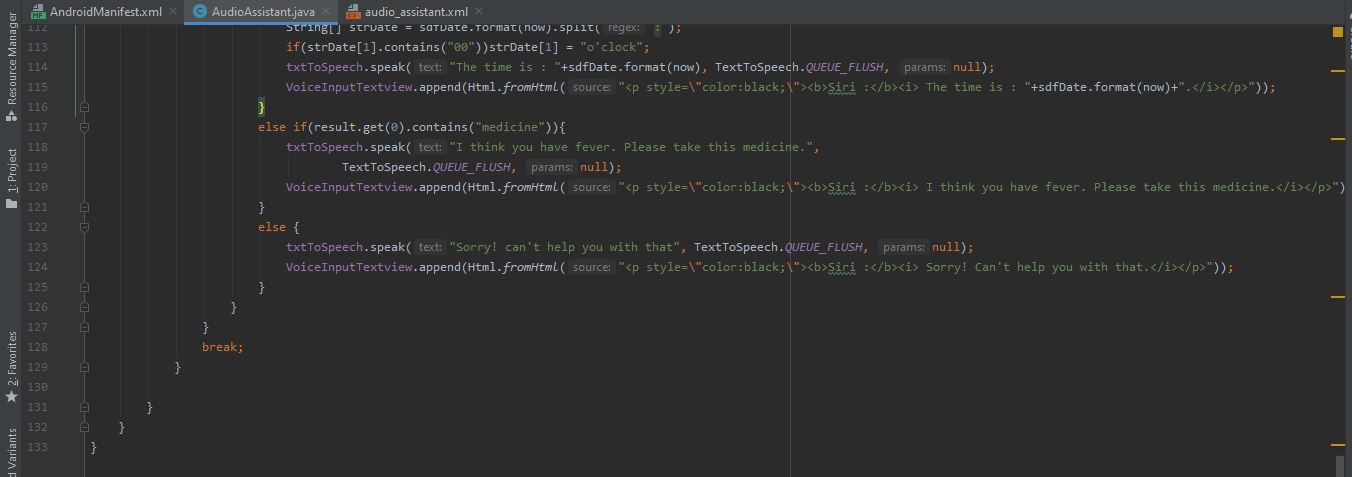 AndroidManifest.xml
AudioAssistant.java
audio_assistant.xml
Resource Manager
1: Project
2: Favorites
d Variants
112 String[] strDate = sdfDate.format(now).split( regex: ":");
113 if(strDate[1].contains("00"))strDate[1] = "o'clock";
114 txtToSpeech.speak( text: "The time is : "+sdfDate.format(now), TextToSpeech.QUEUE_FLUSH, params: null);
115 VoiceInputTextview.append(Html.fromHtml( source: "<p style=\"color:black;\"><b>Siri :</b><i> The time is : "+sdfDate.format(now)+".</i></p>"));
116 }
117 else if(result.get(0).contains("medicine")){
118 txtToSpeech.speak( text: "I think you have fever. Please take this medicine.",
119 TextToSpeech.QUEUE_FLUSH, params: null);
120 VoiceInputTextview.append(Html.fromHtml( source: "<p style=\"color:black;\"><b>Siri :</b><i> I think you have fever. Please take this medicine.</i></p>")
121 }
122 else {
123 txtToSpeech.speak( text: "Sorry! can't help you with that", TextToSpeech.QUEUE_FLUSH, params: null);
124 VoiceInputTextview.append(Html.fromHtml( source: "<p style=\"color:black;\"><b>Siri :</b><i> Sorry! Can't help you with that.</i></p>"));
125 }
126 }
127 }
128 break;
129 }
130
131 }
132 }
133 }